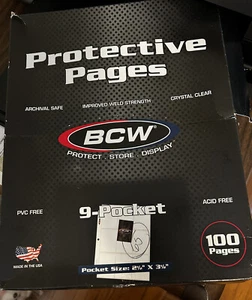 Protective
Pages
ARCHIVAL SAFE
IMPROVED WELD STRENGTH
CRYSTAL CLEAR
BCW
PROTECT . STORE . DISPLAY
PVC FREE
9-Pocket
ACID FREE
100
Pages
MADE IN THE USA
Pocket Size: 2½" X 3½"